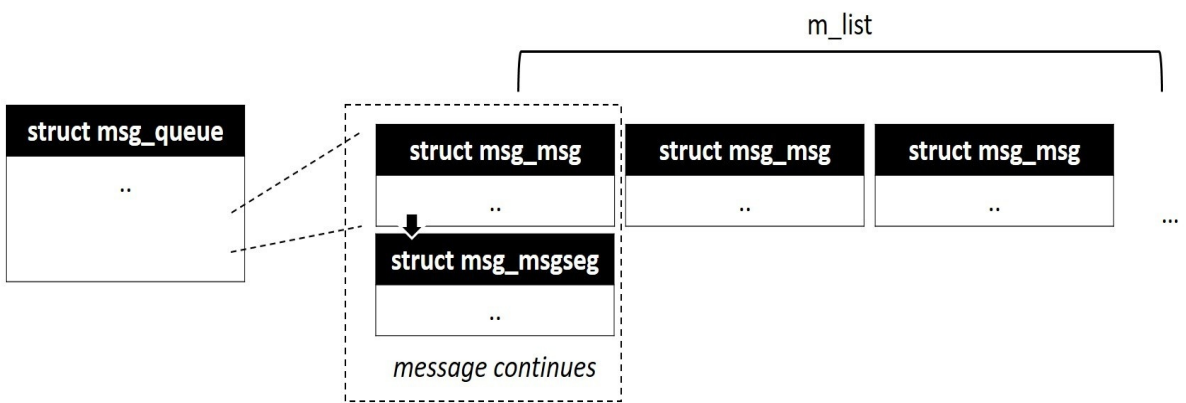 m_list
struct msg_queue
..
struct msg_msg
..
struct msg_msg
..
struct msg_msg
..
...
struct msg_msgseg
..
message continues